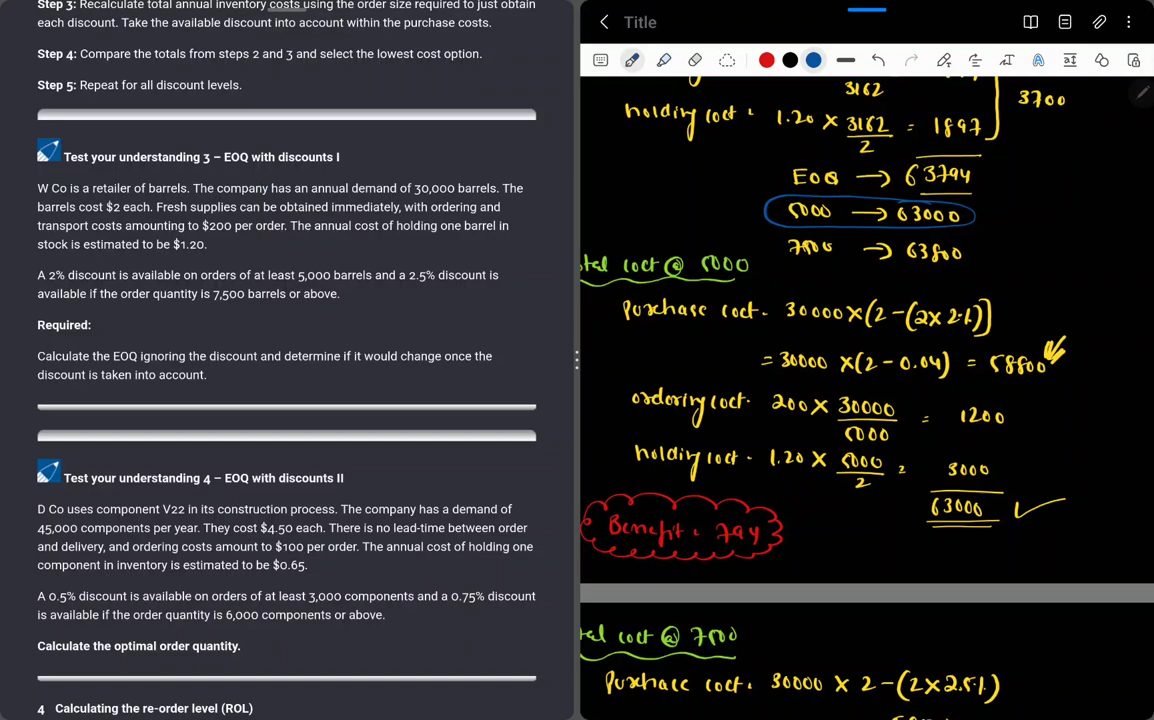 Step 3: Recalculate total annual inventory costs using the order size required to just obtain
each discount. Take the available discount into account within the purchase costs.
Step 4: Compare the totals from steps 2 and 3 and select the lowest cost option.
Step 5: Repeat for all discount levels.
Test your understanding 3 – EOQ with discounts I
W Co is a retailer of barrels. The company has an annual demand of 30,000 barrels. The
barrels cost $2 each. Fresh supplies can be obtained immediately, with ordering and
transport costs amounting to $200 per order. The annual cost of holding one barrel in
stock is estimated to be $1.20.
A 2% discount is available on orders of at least 5,000 barrels and a 2.5% discount is
available if the order quantity is 7,500 barrels or above.
Required:
Calculate the EOQ ignoring the discount and determine if it would change once the
discount is taken into account.
Test your understanding 4 – EOQ with discounts II
D Co uses component V22 in its construction process. The company has a demand of
45,000 components per year. They cost $4.50 each. There is no lead-time between order
and delivery, and ordering costs amount to $100 per order. The annual cost of holding one
component in inventory is estimated to be $0.65.
A 0.5% discount is available on orders of at least 3,000 components and a 0.75% discount
is available if the order quantity is 6,000 components or above.
Calculate the optimal order quantity.
4 Calculating the re-order level (ROL)
Title
3162
3700
holding cost = 1.20 × 3162/2 = 1897
EOQ → 63794
5000 → 63000
7500 → 63800
tal cost @ 5000
Purchase cost = 30000 × (2 - (2×2%)]
= 30000 × (2 - 0.04) = 58800
ordering cost = 200 × 30000/5000 = 1200
holding cost = 1.20 × 5000/2 = 3000
63000
Benefit = 794
tal cost @ 7500
Purchase cost = 30000 × 2 - (2×2.5%)